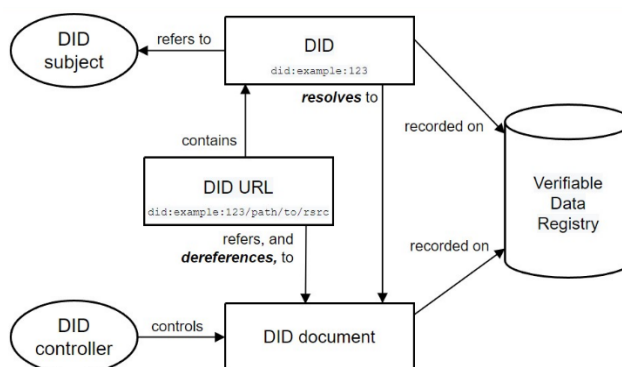 DID
subject
refers to
DID
did:example:123
resolves to
recorded on
contains
DID URL
did:example:123/path/to/rsrc
Verifiable
Data
Registry
refers, and
dereferences, to
recorded on
DID
controller
controls
DID document